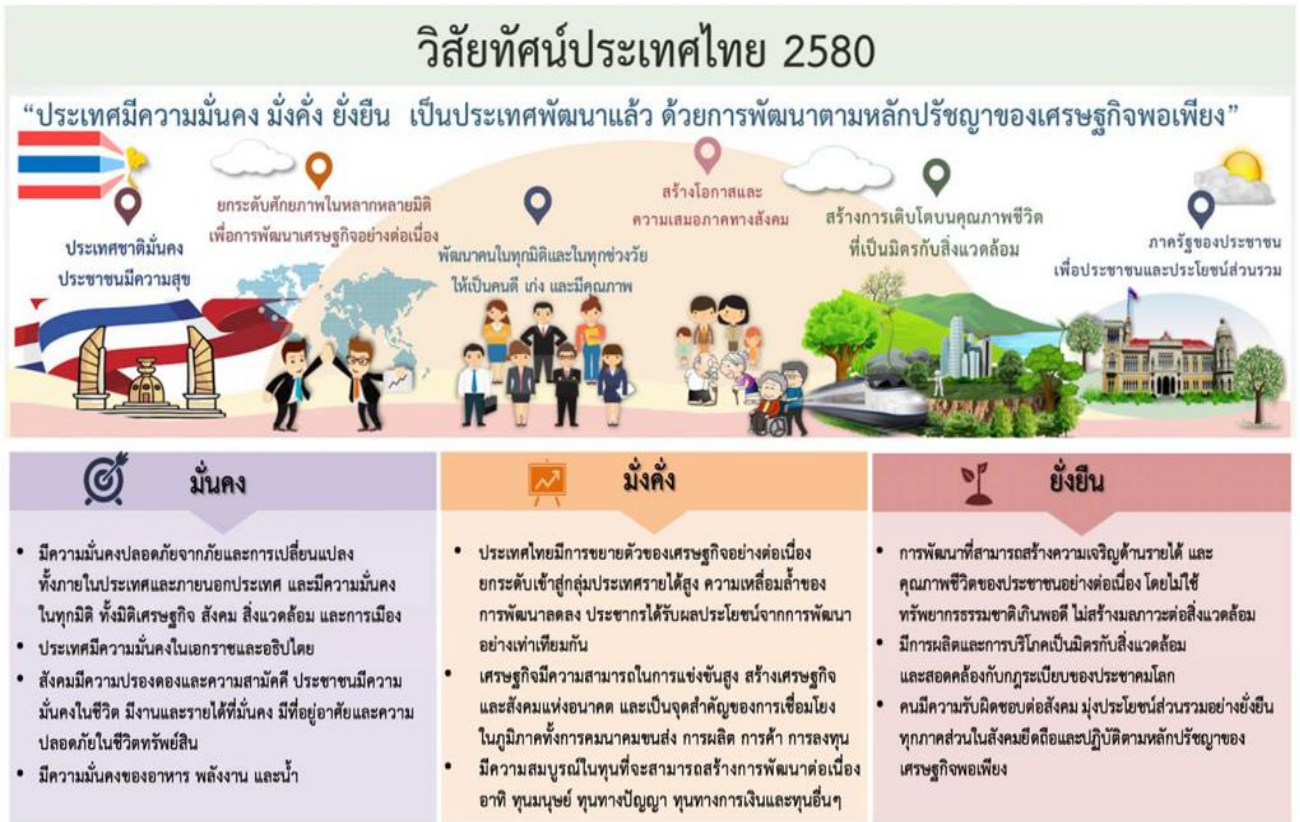 วิสัยทัศน์ประเทศไทย 2580
“ประเทศมีความมั่นคง มั่งคั่ง ยั่งยืน เป็นประเทศพัฒนาแล้ว ด้วยการพัฒนาตามหลักปรัชญาของเศรษฐกิจพอเพียง”
ประเทศชาติมั่นคง
ประชาชนมีความสุข
ยกระดับศักยภาพในหลากหลายมิติ
เพื่อการพัฒนาเศรษฐกิจอย่างต่อเนื่อง
พัฒนาคนในทุกมิติและในทุกช่วงวัย
ให้เป็นคนดี เก่ง และมีคุณภาพ
สร้างโอกาสและ
ความเสมอภาคทางสังคม
สร้างการเติบโตบนคุณภาพชีวิต
ที่เป็นมิตรกับสิ่งแวดล้อม
ภาครัฐของประชาชน
เพื่อประชาชนและประโยชน์ส่วนรวม
มั่นคง
• มีความมั่นคงปลอดภัยจากภัยและการเปลี่ยนแปลง
ทั้งภายในประเทศและภายนอกประเทศ และมีความมั่นคง
ในทุกมิติ ทั้งมิติเศรษฐกิจ สังคม สิ่งแวดล้อม และการเมือง
• ประเทศมีความมั่นคงในเอกราชและอธิปไตย
• สังคมมีความปรองดองและความสามัคคี ประชาชนมีความ
มั่นคงในชีวิต มีงานและรายได้ที่มั่นคง มีที่อยู่อาศัยและความ
ปลอดภัยในชีวิตทรัพย์สิน
• มีความมั่นคงของอาหาร พลังงาน และน้ำ
มั่งคั่ง
• ประเทศไทยมีการขยายตัวของเศรษฐกิจอย่างต่อเนื่อง
ยกระดับเข้าสู่กลุ่มประเทศรายได้สูง ความเหลื่อมล้ำของ
การพัฒนาลดลง ประชากรได้รับผลประโยชน์จากการพัฒนา
อย่างเท่าเทียมกัน
• เศรษฐกิจมีความสามารถในการแข่งขันสูง สร้างเศรษฐกิจ
และสังคมแห่งอนาคต และเป็นจุดสำคัญของการเชื่อมโยง
ในภูมิภาคทั้งการคมนาคมขนส่ง การผลิต การค้า การลงทุน
• มีความสมบูรณ์ในทุนที่จะสามารถสร้างการพัฒนาต่อเนื่อง
อาทิ ทุนมนุษย์ ทุนทางปัญญา ทุนทางการเงินและทุนอื่นๆ
ยั่งยืน
• การพัฒนาที่สามารถสร้างความเจริญด้านรายได้ และ
คุณภาพชีวิตของประชาชนอย่างต่อเนื่อง โดยไม่ใช้
ทรัพยากรธรรมชาติเกินพอดี ไม่สร้างมลภาวะต่อสิ่งแวดล้อม
• มีการผลิตและการบริโภคเป็นมิตรกับสิ่งแวดล้อม
และสอดคล้องกับกฎระเบียบของประชาคมโลก
• คนมีความรับผิดชอบต่อสังคม มุ่งประโยชน์ส่วนรวมอย่างยั่งยืน
ทุกภาคส่วนในสังคมยึดถือและปฏิบัติตามหลักปรัชญาของ
เศรษฐกิจพอเพียง